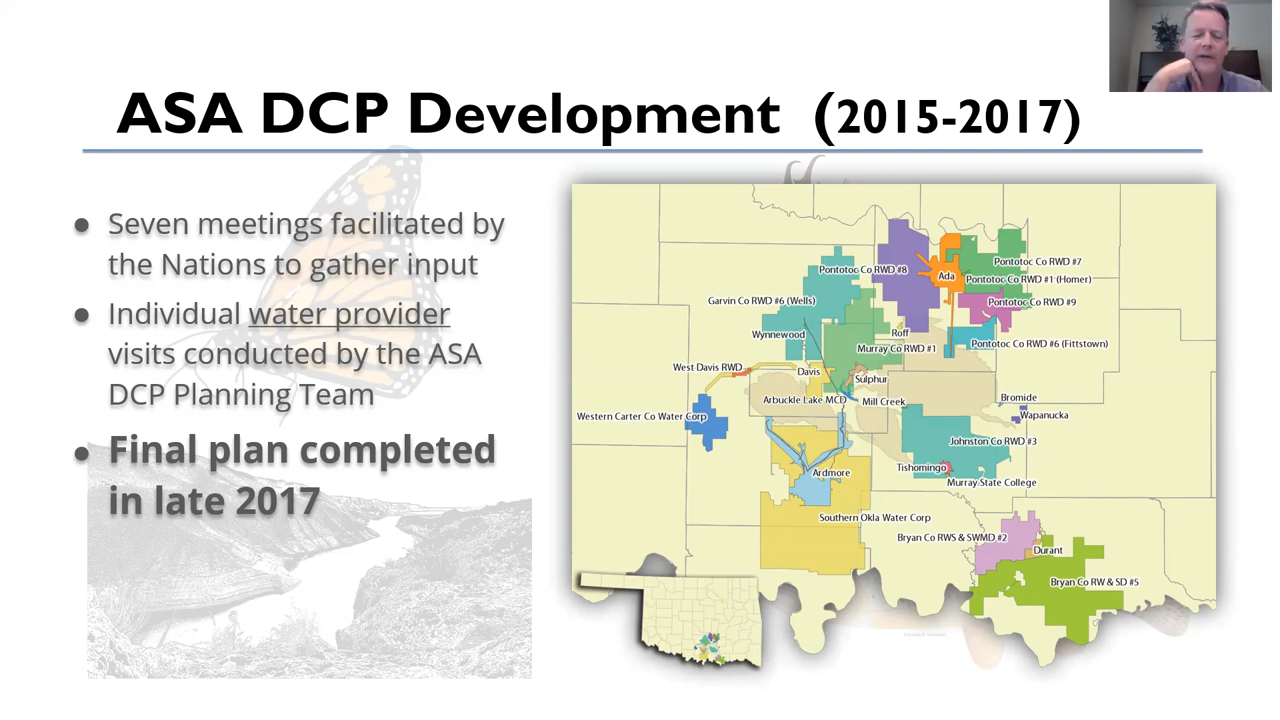 ASA DCP Development (2015-2017)
● Seven meetings facilitated by
the Nations to gather input
● Individual water provider
visits conducted by the ASA
DCP Planning Team
● Final plan completed
in late 2017
Pontotoc Co RWD #8
Ada
Pontotoc Co RWD #7
Pontotoc Co RWD #1 (Homer)
Pontotoc Co RWD #9
Garvin Co RWD #6 (Wells)
Wynnewood
Roff
Pontotoc Co RWD #6 (Fittstown)
Murray Co RWD #1
West Davis RWD
Davis
Sulphur
Arbuckle Lake MCD
Mill Creek
Bromide
Wapanucka
Western Carter Co Water Corp
Johnston Co RWD #3
Ardmore
Tishomingo
Murray State College
Southern Okla Water Corp
Bryan Co RWS & SWMD #2
Durant
Bryan Co RW & SD #5